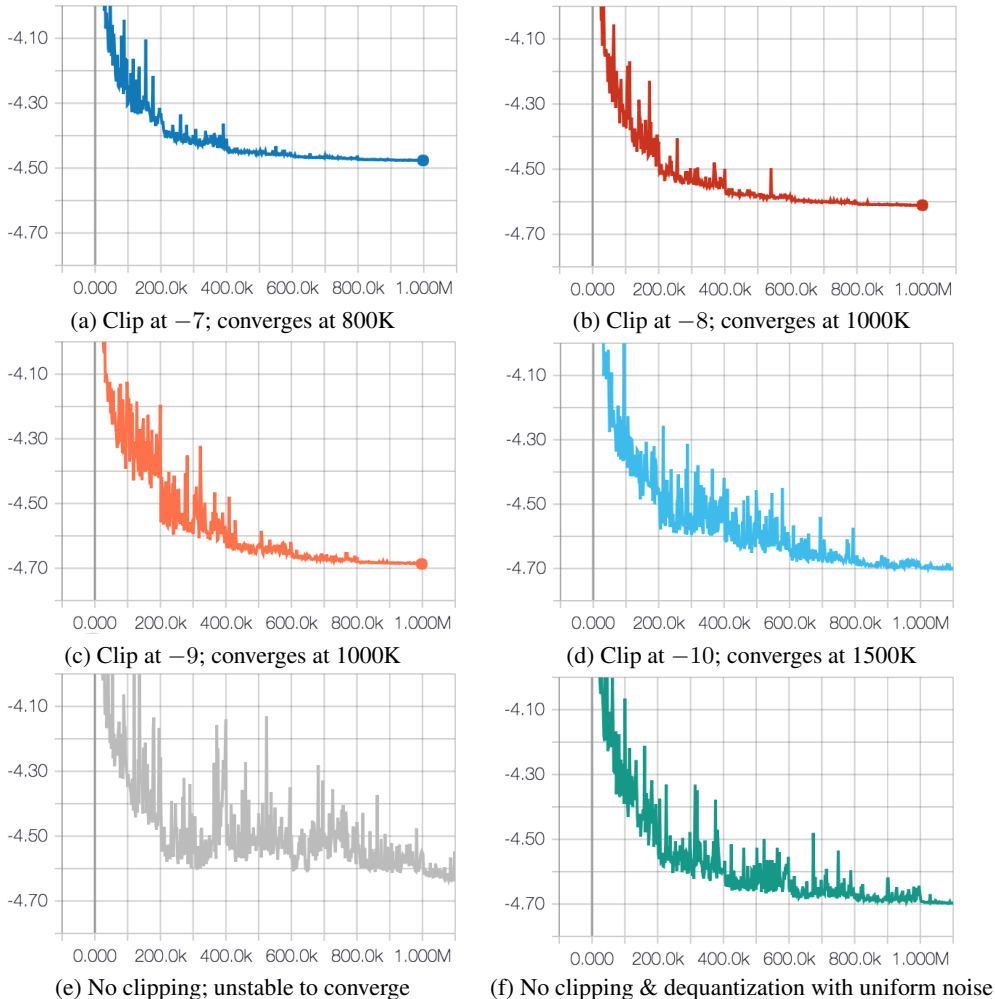 -4.10
-4.30
-4.50
-4.70
0.000 200.0k 400.0k 600.0k 800.0k 1.000M
(a) Clip at −7; converges at 800K
-4.10
-4.30
-4.50
-4.70
0.000 200.0k 400.0k 600.0k 800.0k 1.000M
(b) Clip at −8; converges at 1000K
-4.10
-4.30
-4.50
-4.70
0.000 200.0k 400.0k 600.0k 800.0k 1.000M
(c) Clip at −9; converges at 1000K
-4.10
-4.30
-4.50
-4.70
0.000 200.0k 400.0k 600.0k 800.0k 1.000M
(d) Clip at −10; converges at 1500K
-4.10
-4.30
-4.50
-4.70
0.000 200.0k 400.0k 600.0k 800.0k 1.000M
(e) No clipping; unstable to converge
-4.10
-4.30
-4.50
-4.70
0.000 200.0k 400.0k 600.0k 800.0k 1.000M
(f) No clipping & dequantization with uniform noise